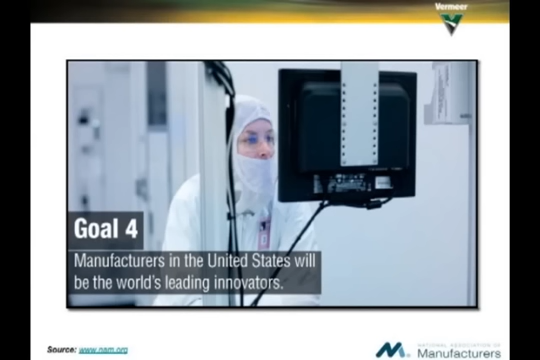 Vermeer
Goal 4
Manufacturers in the United States will
be the world's leading innovators.
Source: www.nam.org
NATIONAL ASSOCIATION OF
Manufacturers